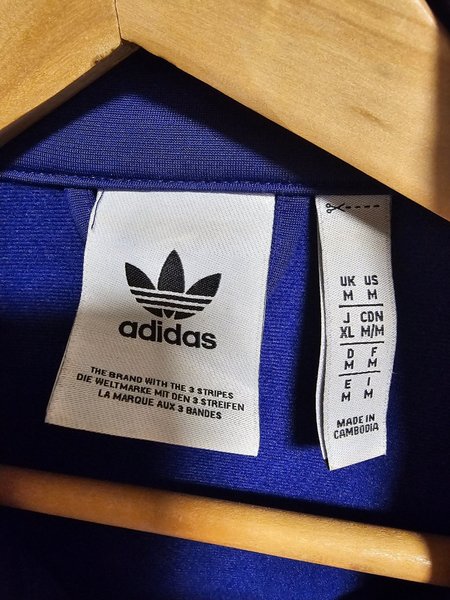 adidas
THE BRAND WITH THE 3 STRIPES
DIE WELTMARKE MIT DEN 3 STREIFEN
LA MARQUE AUX 3 BANDES
UK US
M M
J CDN
XL M/M
D F
M M
E I
M M
MADE IN
CAMBODIA